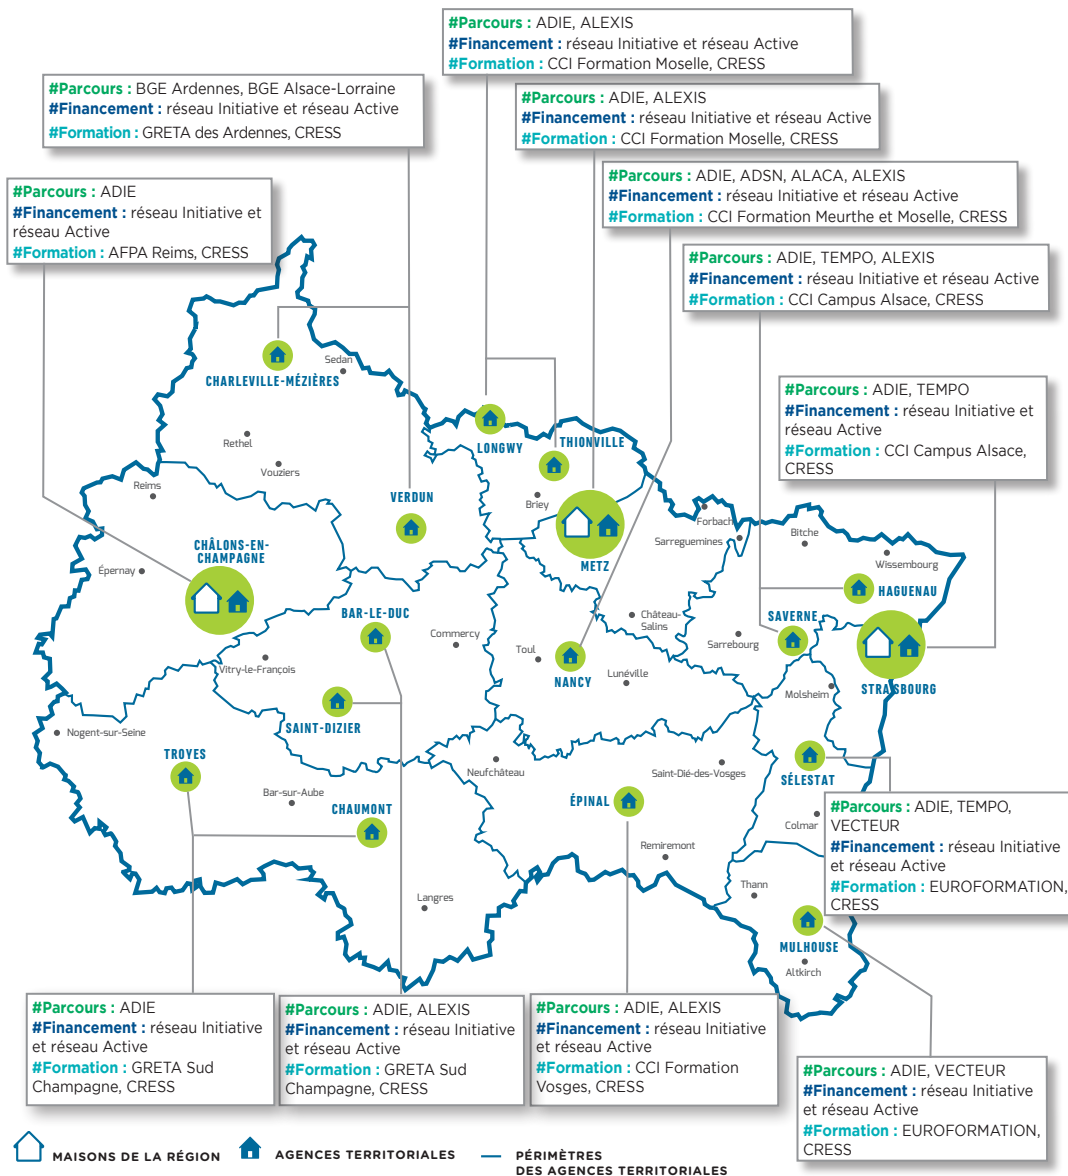 #Parcours : ADIE, ALEXIS
#Financement : réseau Initiative et réseau Active
#Formation : CCI Formation Moselle, CRESS
#Parcours : BGE Ardennes, BGE Alsace-Lorraine
#Financement : réseau Initiative et réseau Active
#Formation : GRETA des Ardennes, CRESS
#Parcours : ADIE, ALEXIS
#Financement : réseau Initiative et réseau Active
#Formation : CCI Formation Moselle, CRESS
#Parcours : ADIE, ADSN, ALACA, ALEXIS
#Financement : réseau Initiative et réseau Active
#Formation : CCI Formation Meurthe et Moselle, CRESS
#Parcours : ADIE
#Financement : réseau Initiative et
réseau Active
#Formation : AFPA Reims, CRESS
#Parcours : ADIE, TEMPO, ALEXIS
#Financement : réseau Initiative et réseau Active
#Formation : CCI Campus Alsace, CRESS
#Parcours : ADIE, TEMPO
#Financement : réseau Initiative et
réseau Active
#Formation : CCI Campus Alsace,
CRESS
Sedan
CHARLEVILLE-MÉZIÈRES
Rethel
Vouziers
LONGWY
THIONVILLE
Reims
VERDUN
Briey
Forbach
Sarreguemines
Bitche
Wissembourg
CHÂLONS-EN-
CHAMPAGNE
Épernay
METZ
HAGUENAU
BAR-LE-DUC
Commercy
Château-
Salins
SAVERNE
Sarrebourg
Toul
Vitry-le-François
NANCY
Lunéville
STRASBOURG
Molsheim
SAINT-DIZIER
Nogent-sur-Seine
TROYES
Neufchâteau
Saint-Dié-des-Vosges
SÉLESTAT
Bar-sur-Aube
CHAUMONT
ÉPINAL
Colmar
Remiremont
Langres
Thann
MULHOUSE
Altkirch
#Parcours : ADIE, TEMPO,
VECTEUR
#Financement : réseau Initiative
et réseau Active
#Formation : EUROFORMATION,
CRESS
#Parcours : ADIE
#Financement : réseau Initiative
et réseau Active
#Formation : GRETA Sud
Champagne, CRESS
#Parcours : ADIE, ALEXIS
#Financement : réseau Initiative
et réseau Active
#Formation : GRETA Sud
Champagne, CRESS
#Parcours : ADIE, ALEXIS
#Financement : réseau Initiative
et réseau Active
#Formation : CCI Formation
Vosges, CRESS
#Parcours : ADIE, VECTEUR
#Financement : réseau Initiative
et réseau Active
#Formation : EUROFORMATION,
CRESS
MAISONS DE LA RÉGION
AGENCES TERRITORIALES
PÉRIMÈTRES
DES AGENCES TERRITORIALES